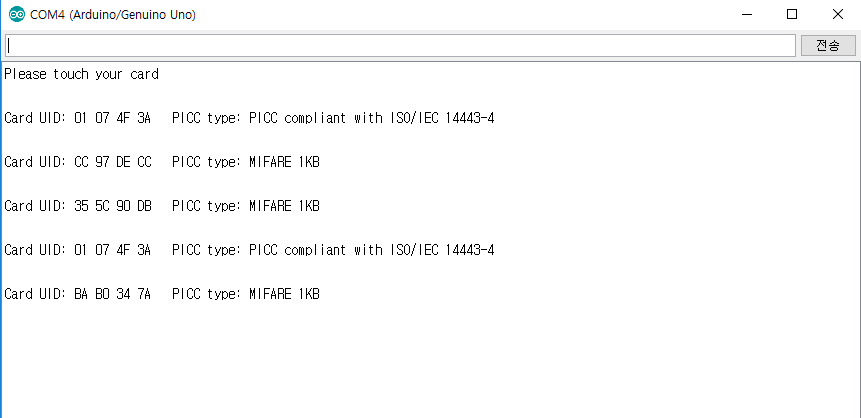 COM4 (Arduino/Genuino Uno)
전송
Please touch your card
Card UID: 01 07 4F 3A PICC type: PICC compliant with ISO/IEC 14443-4
Card UID: CC 97 DE CC PICC type: MIFARE 1KB
Card UID: 35 5C 90 DB PICC type: MIFARE 1KB
Card UID: 01 07 4F 3A PICC type: PICC compliant with ISO/IEC 14443-4
Card UID: BA B0 34 7A PICC type: MIFARE 1KB